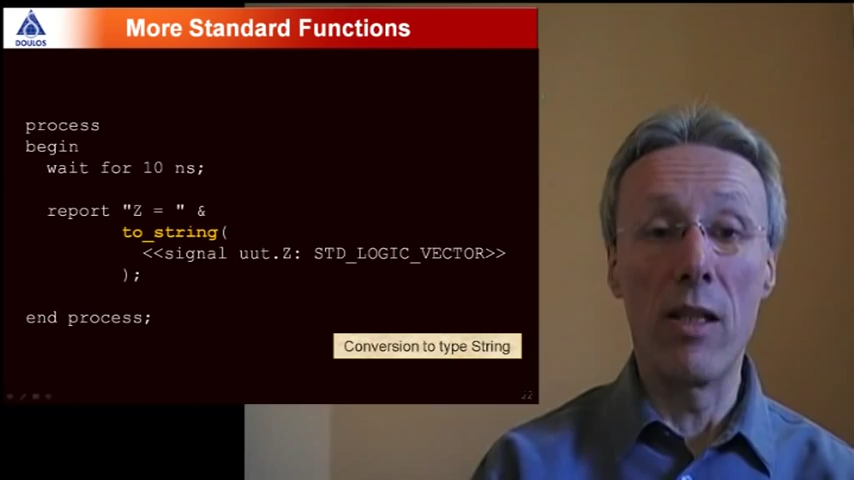 DOULOS
More Standard Functions
process
begin
wait for 10 ns;
report "Z = " &
to_string(
<<signal uut.Z: STD_LOGIC_VECTOR>>
);
end process;
Conversion to type String
22